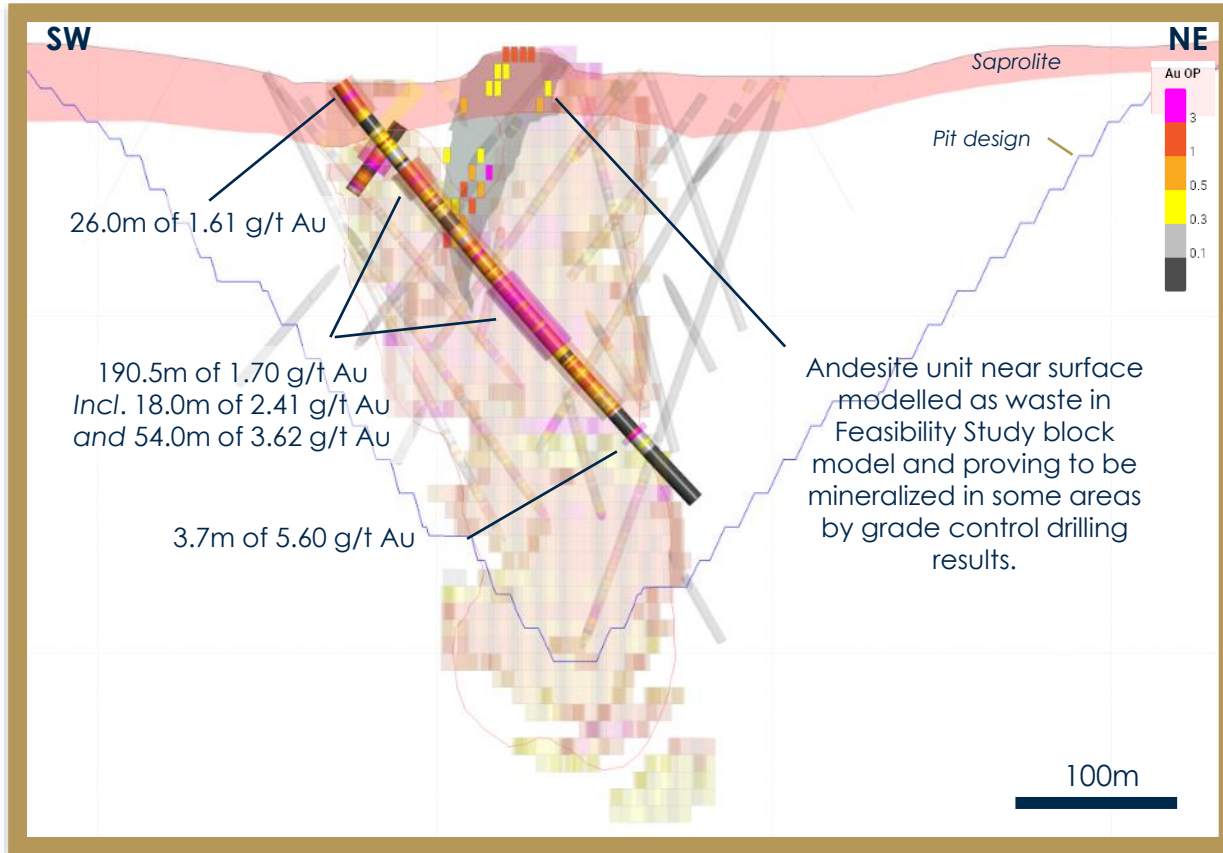 SW
NE
Saprolite
Au OP
3
1
0.5
0.3
0.1
Pit design
26.0m of 1.61 g/t Au
190.5m of 1.70 g/t Au
Incl. 18.0m of 2.41 g/t Au
and 54.0m of 3.62 g/t Au
3.7m of 5.60 g/t Au
Andesite unit near surface
modelled as waste in
Feasibility Study block
model and proving to be
mineralized in some areas
by grade control drilling
results.
100m